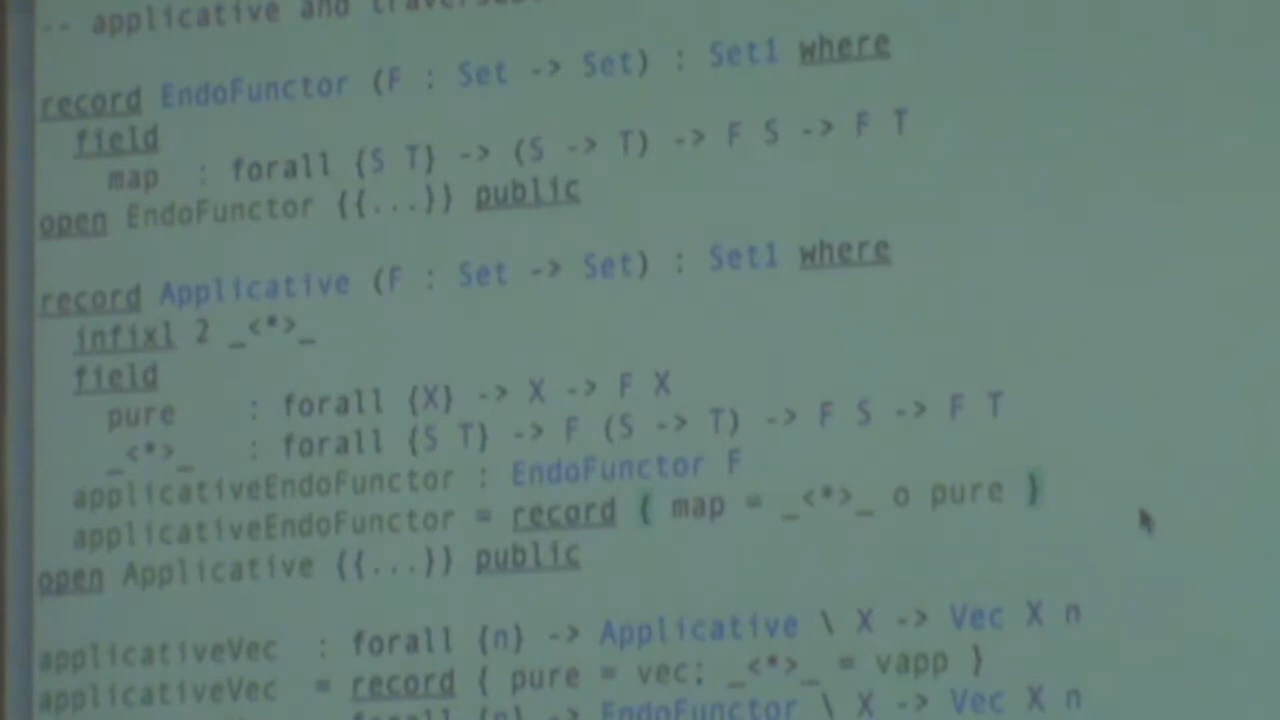 -- applicative and
record EndoFunctor (F : Set -> Set) : Set1 where
  field
    map  : forall {S T} -> (S -> T) -> F S -> F T
open EndoFunctor {{...}} public
record Applicative (F : Set -> Set) : Set1 where
  infixl 2 _<*>_
  field
    pure    : forall {X} -> X -> F X
    _<*>_   : forall {S T} -> F (S -> T) -> F S -> F T
  applicativeEndoFunctor : EndoFunctor F
  applicativeEndoFunctor = record { map = _<*>_ o pure }
open Applicative {{...}} public
applicativeVec  : forall {n} -> Applicative \ X -> Vec X n
applicativeVec  = record { pure = vec; _<*>_ = vapp }
forall {n} -> EndoFunctor \ X -> Vec X n